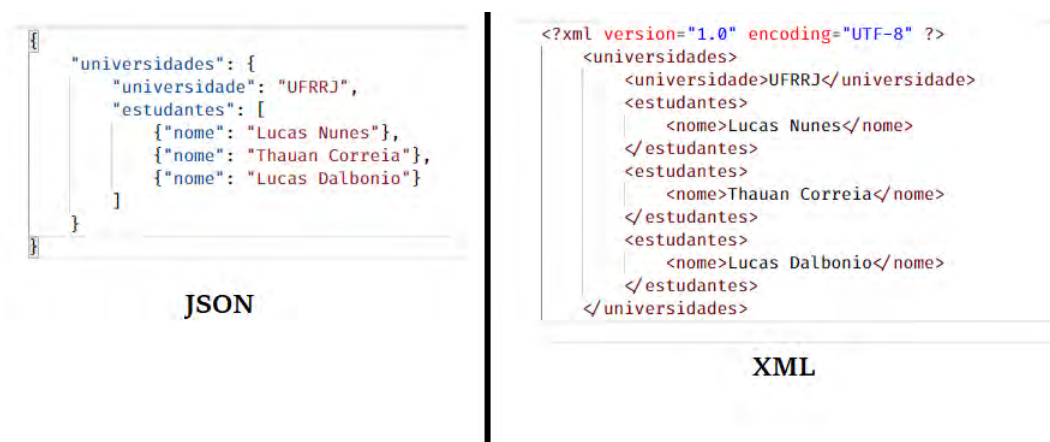 {
    "universidades": {
        "universidade": "UFRRJ",
        "estudantes": [
            {"nome": "Lucas Nunes"},
            {"nome": "Thauan Correia"},
            {"nome": "Lucas Dalbonio"}
        ]
    }
}
JSON
<?xml version="1.0" encoding="UTF-8" ?>
    <universidades>
        <universidade>UFRRJ</universidade>
        <estudantes>
            <nome>Lucas Nunes</nome>
        </estudantes>
        <estudantes>
            <nome>Thauan Correia</nome>
        </estudantes>
        <estudantes>
            <nome>Lucas Dalbonio</nome>
        </estudantes>
    </universidades>
XML